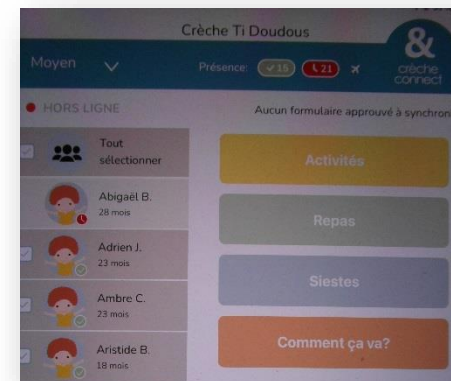 Crèche Ti Doudous
Moyen
Présence: 15 21
&
crèche
connect
HORS LIGNE
Aucun formulaire approuvé à synchron
Tout
sélectionner
Abigaël B.
28 mois
Adrien J.
23 mois
Ambre C.
23 mois
Aristide B.
18 mois
Activités
Repas
Siestes
Comment ça va?